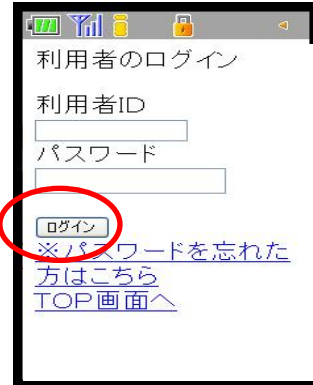 利用者のログイン
利用者ID
パスワード
ログイン
※パスワードを忘れた
方はこちら
TOP画面へ